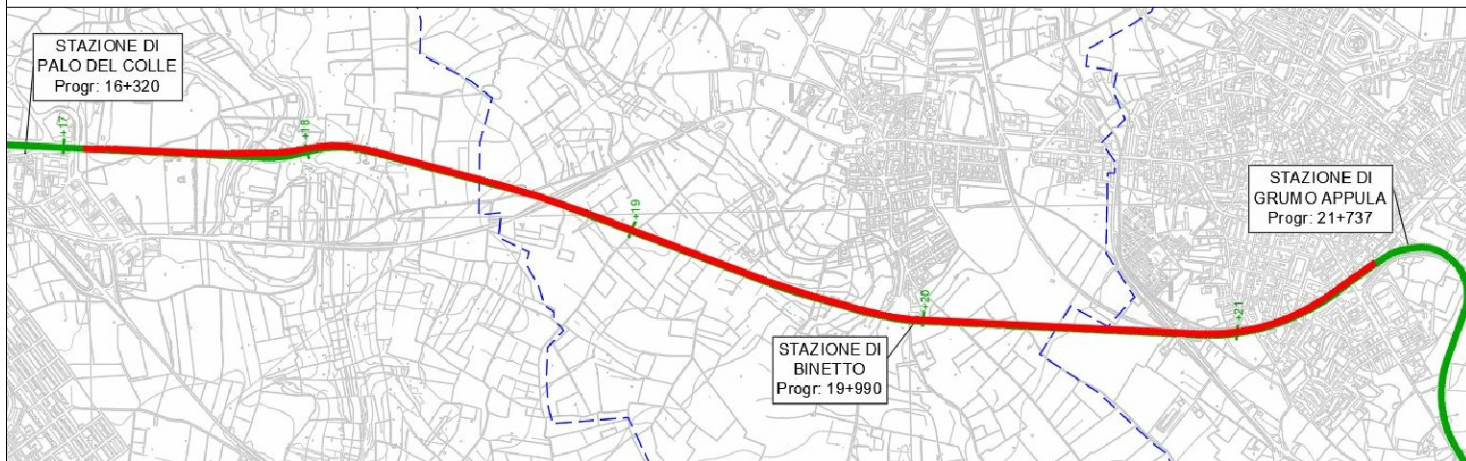 STAZIONE DI
PALO DEL COLLE
Progr: 16+320
+17
+18
+19
STAZIONE DI
BINETTO
Progr: 19+990
+20
+21
STAZIONE DI
GRUMO APPULA
Progr: 21+737